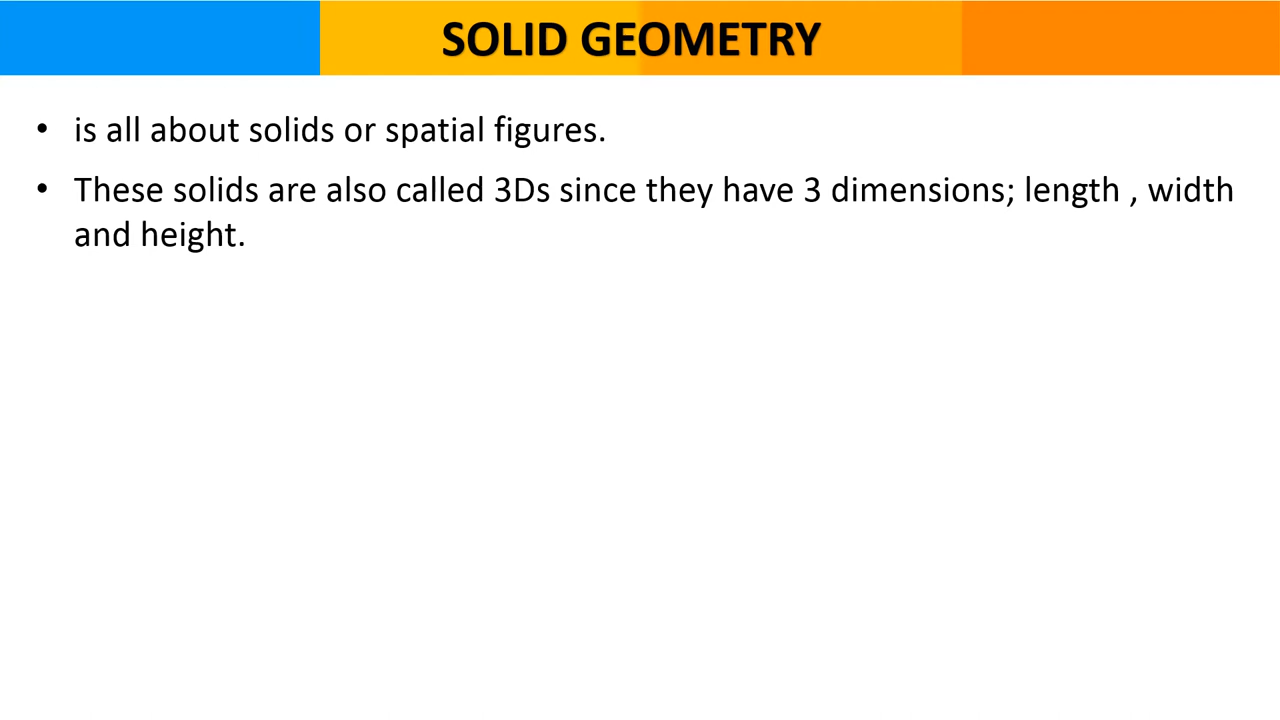 SOLID GEOMETRY
• is all about solids or spatial figures.
• These solids are also called 3Ds since they have 3 dimensions; length , width
and height.